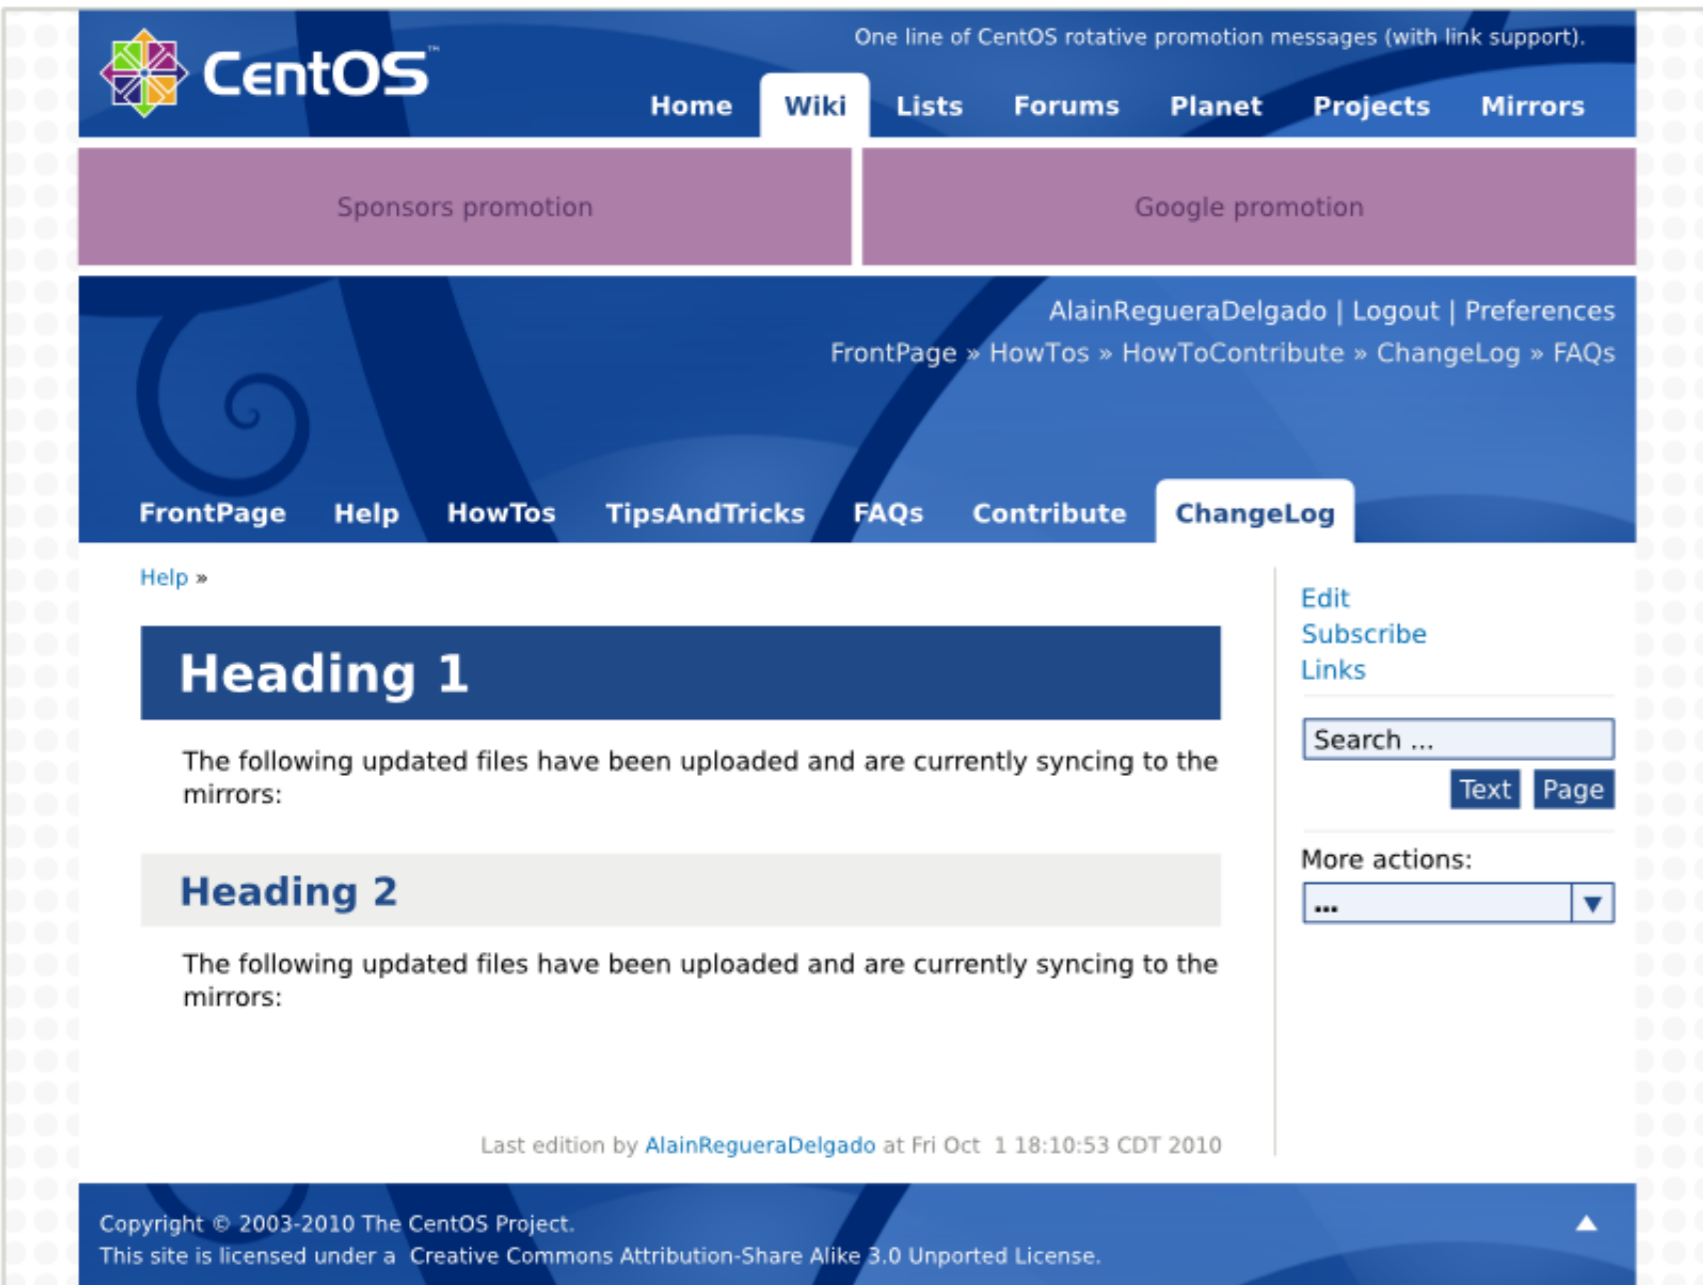 One line of CentOS rotative promotion messages (with link support).
CentOS™
Home Wiki Lists Forums Planet Projects Mirrors
Sponsors promotion
Google promotion
AlainRegueraDelgado | Logout | Preferences
FrontPage » HowTos » HowToContribute » ChangeLog » FAQs
FrontPage Help HowTos TipsAndTricks FAQs Contribute ChangeLog
Help »
Heading 1
The following updated files have been uploaded and are currently syncing to the
mirrors:
Heading 2
The following updated files have been uploaded and are currently syncing to the
mirrors:
Last edition by AlainRegueraDelgado at Fri Oct  1 18:10:53 CDT 2010
Edit
Subscribe
Links
Search ...
Text Page
More actions:
...
Copyright © 2003-2010 The CentOS Project.
This site is licensed under a  Creative Commons Attribution-Share Alike 3.0 Unported License.